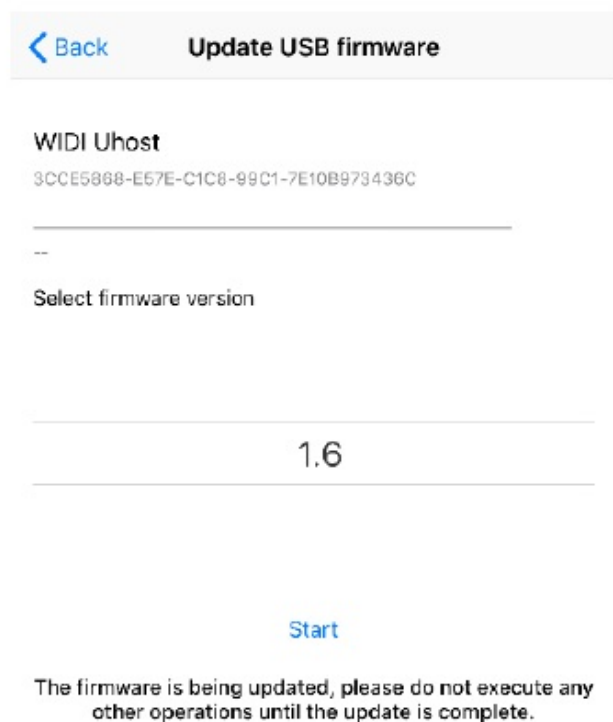 Back
Update USB firmware
WIDI Uhost
3CCE5868-E57E-C1C8-99C1-7E10B973436C
--
Select firmware version
1.6
Start
The firmware is being updated, please do not execute any
other operations until the update is complete.